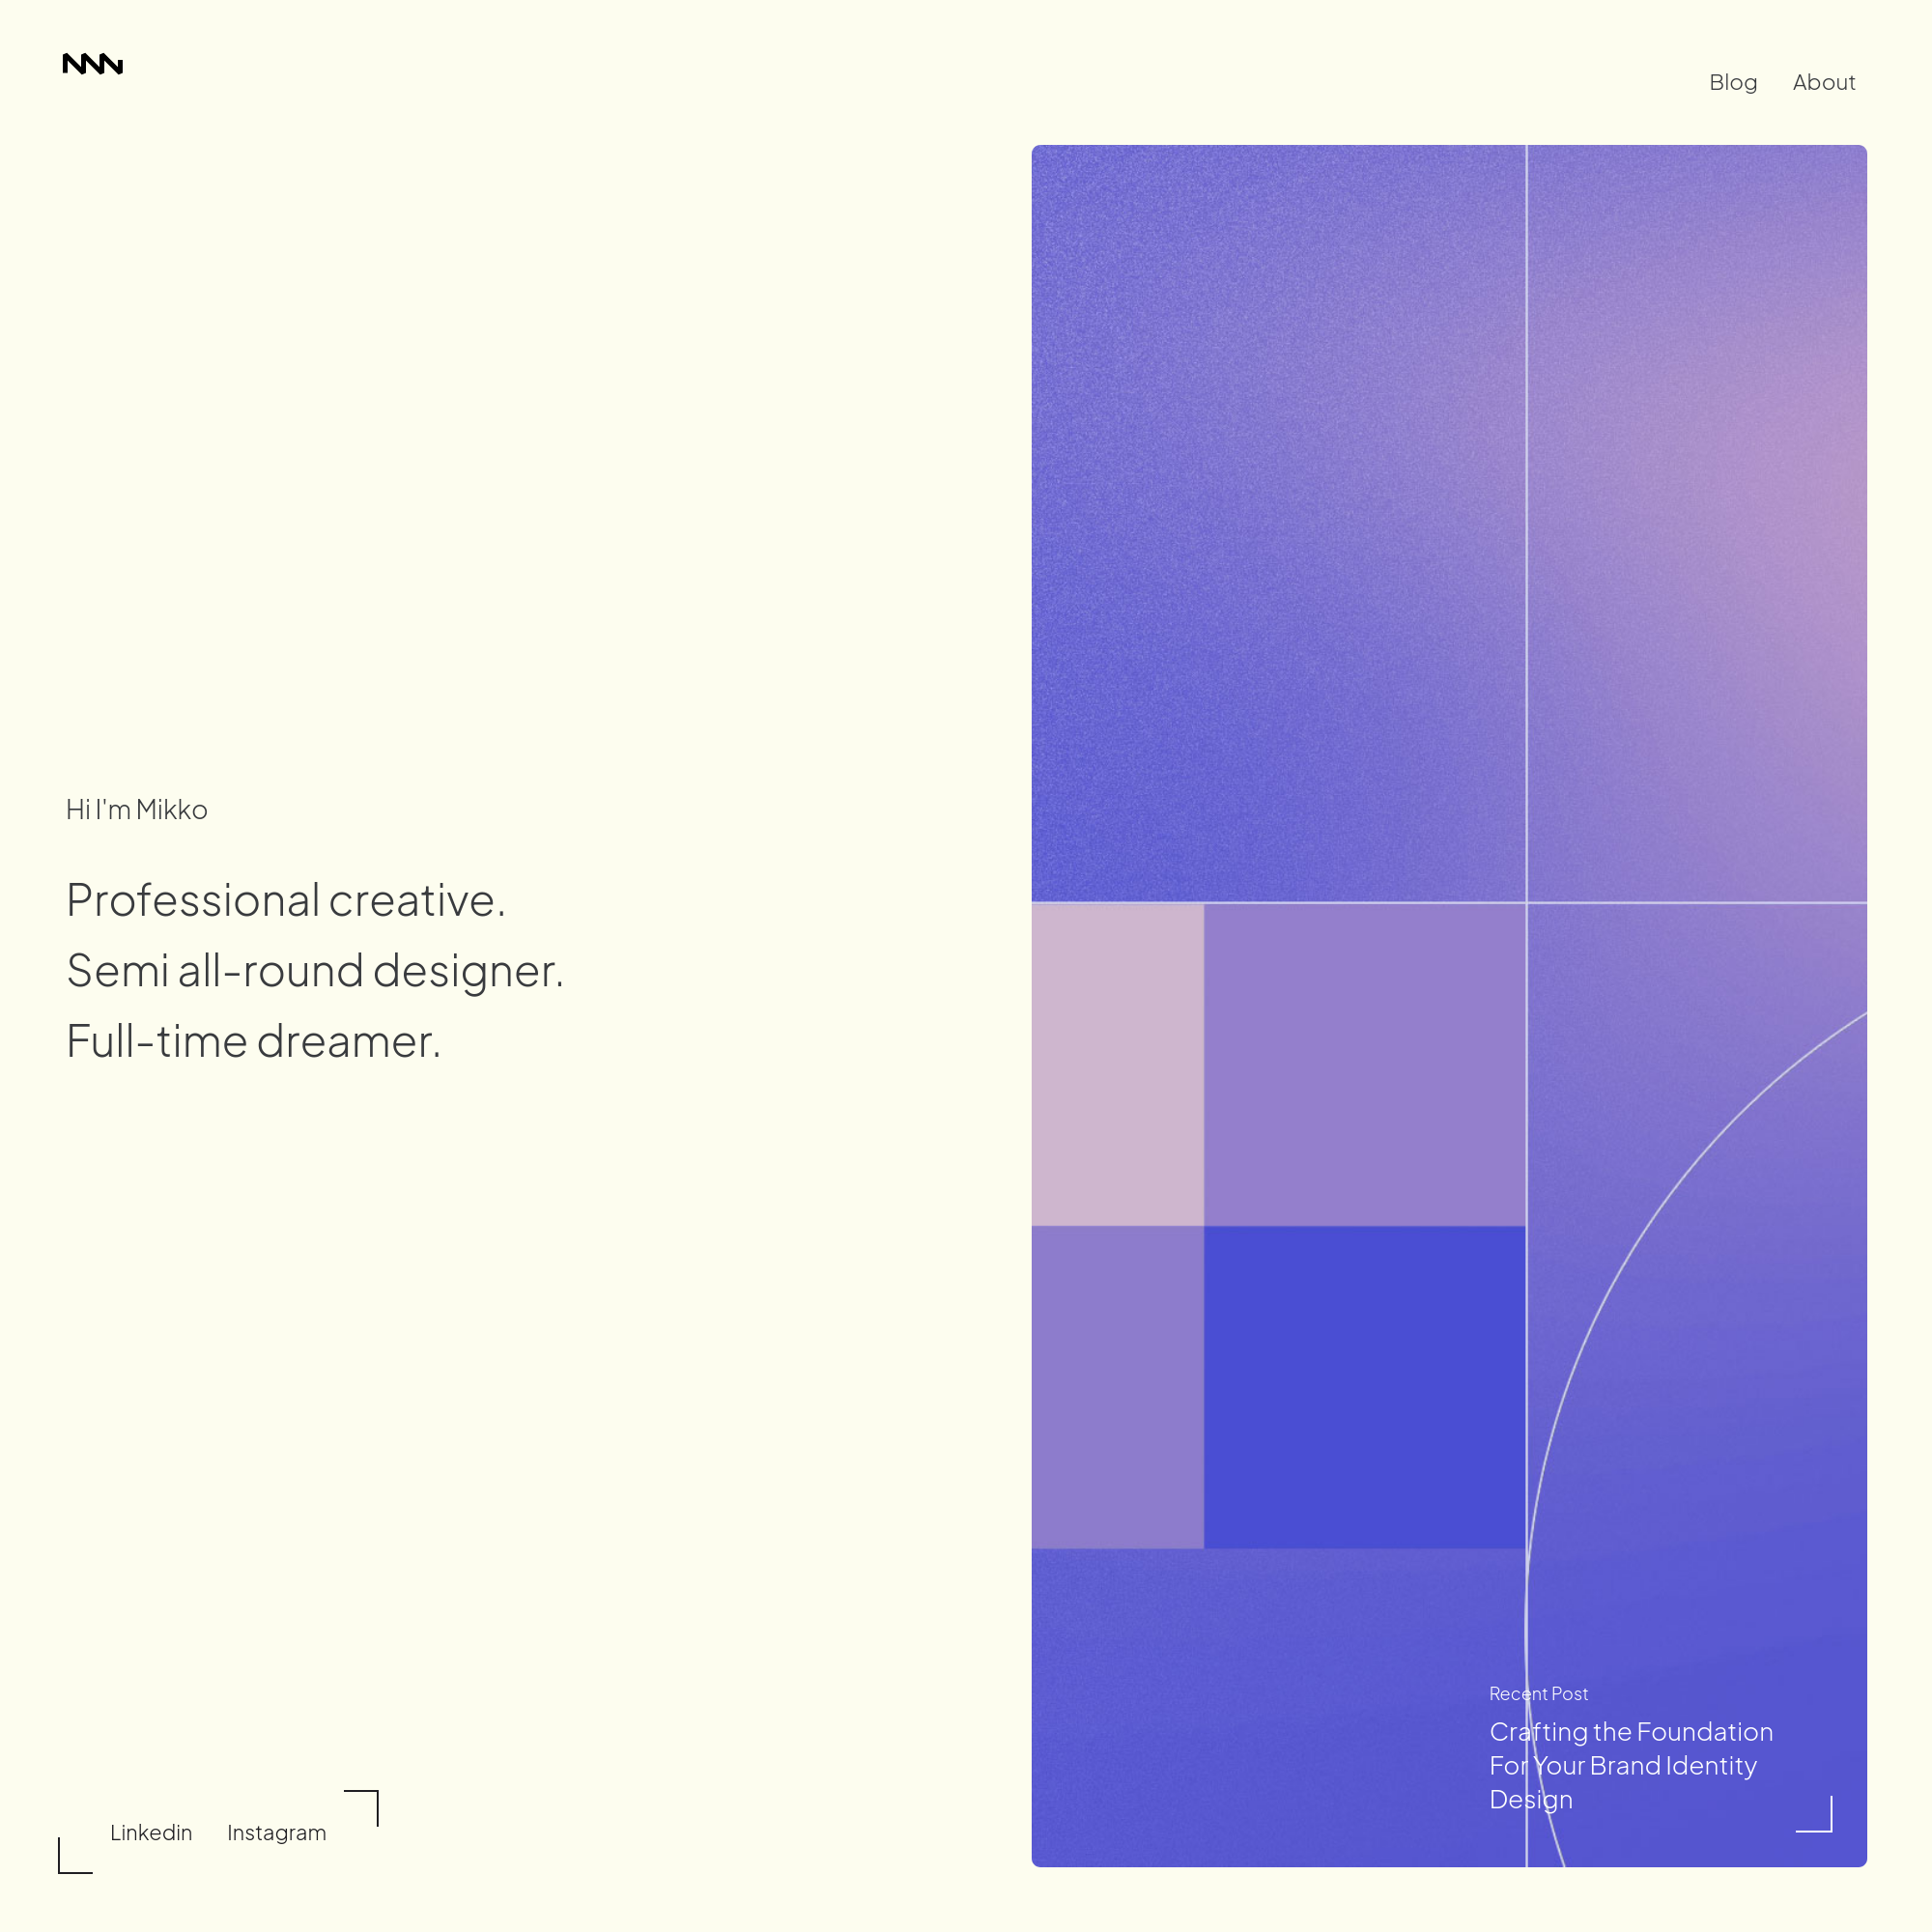 Blog About
Hi I'm Mikko
Professional creative.
Semi all-round designer.
Full-time dreamer.
Recent Post
Crafting the Foundation
For Your Brand Identity
Design
Linkedin Instagram